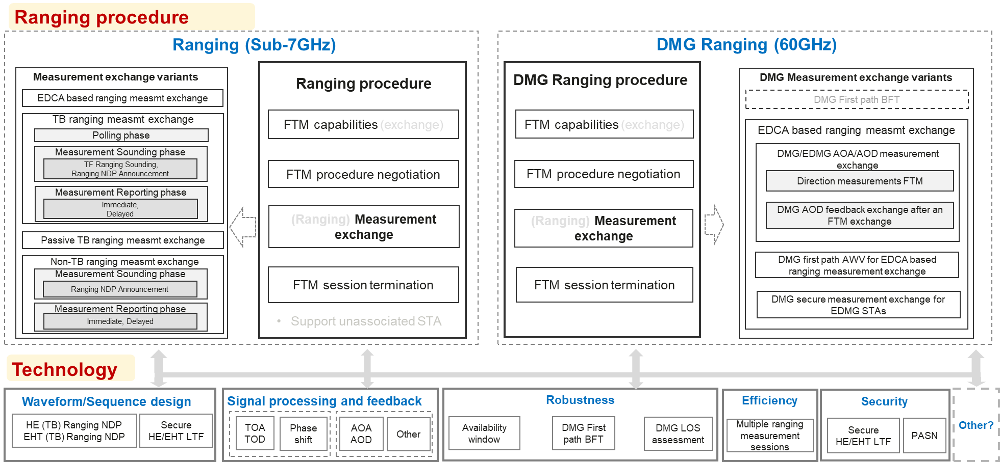 Ranging procedure
Ranging (Sub-7GHz)
Measurement exchange variants
EDCA based ranging measmt exchange
TB ranging measmt exchange
Polling phase
Measurement Sounding phase
TF Ranging Sounding,
Ranging NDP Announcement
Measurement Reporting phase
Immediate,
Delayed
Passive TB ranging measmt exchange
Non-TB ranging measmt exchange
Measurement Sounding phase
Ranging NDP Announcement
Measurement Reporting phase
Immediate, Delayed
Ranging procedure
FTM capabilities (exchange)
FTM procedure negotiation
(Ranging) Measurement
exchange
FTM session termination
• Support unassociated STA
DMG Ranging (60GHz)
DMG Ranging procedure
FTM capabilities (exchange)
FTM procedure negotiation
(Ranging) Measurement
exchange
FTM session termination
DMG Measurement exchange variants
DMG First path BFT
EDCA based ranging measmt exchange
DMG/EDMG AOA/AOD measurement
exchange
Direction measurements FTM
DMG AOD feedback exchange after an
FTM exchange
DMG first path AWV for EDCA based
ranging measurement exchange
DMG secure measurement exchange for
EDMG STAs
Technology
Waveform/Sequence design
HE (TB) Ranging NDP
EHT (TB) Ranging NDP
Secure
HE/EHT LTF
Signal processing and feedback
TOA
TOD
Phase
shift
AOA
AOD
Other
Robustness
Availability
window
DMG First
path BFT
DMG LOS
assessment
Efficiency
Multiple ranging
measurement
sessions
Security
Secure
HE/EHT LTF
PASN
Other?